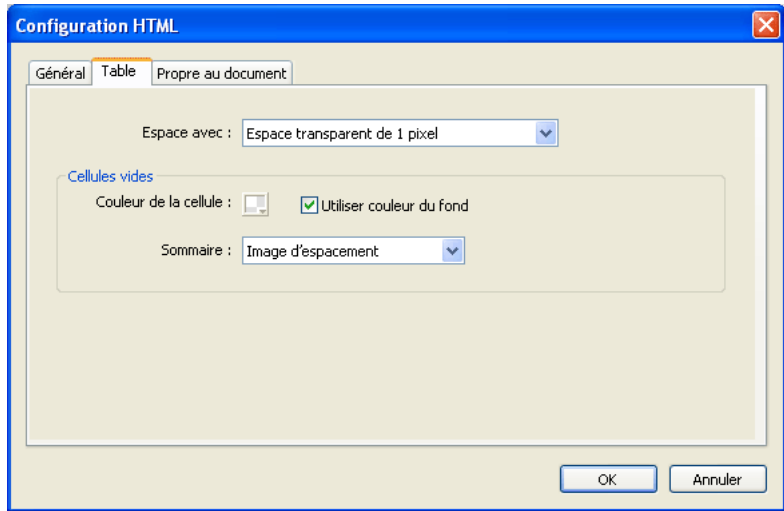 Configuration HTML
Général Table Propre au document
Espace avec : Espace transparent de 1 pixel
Cellules vides
Couleur de la cellule : Utiliser couleur du fond
Sommaire : Image d’espacement
OK Annuler